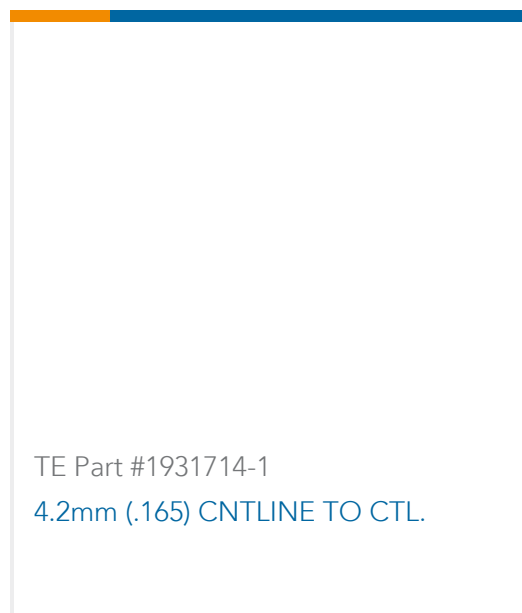 TE Part #1931714-1
4.2mm (.165) CNTLINE TO CTL.